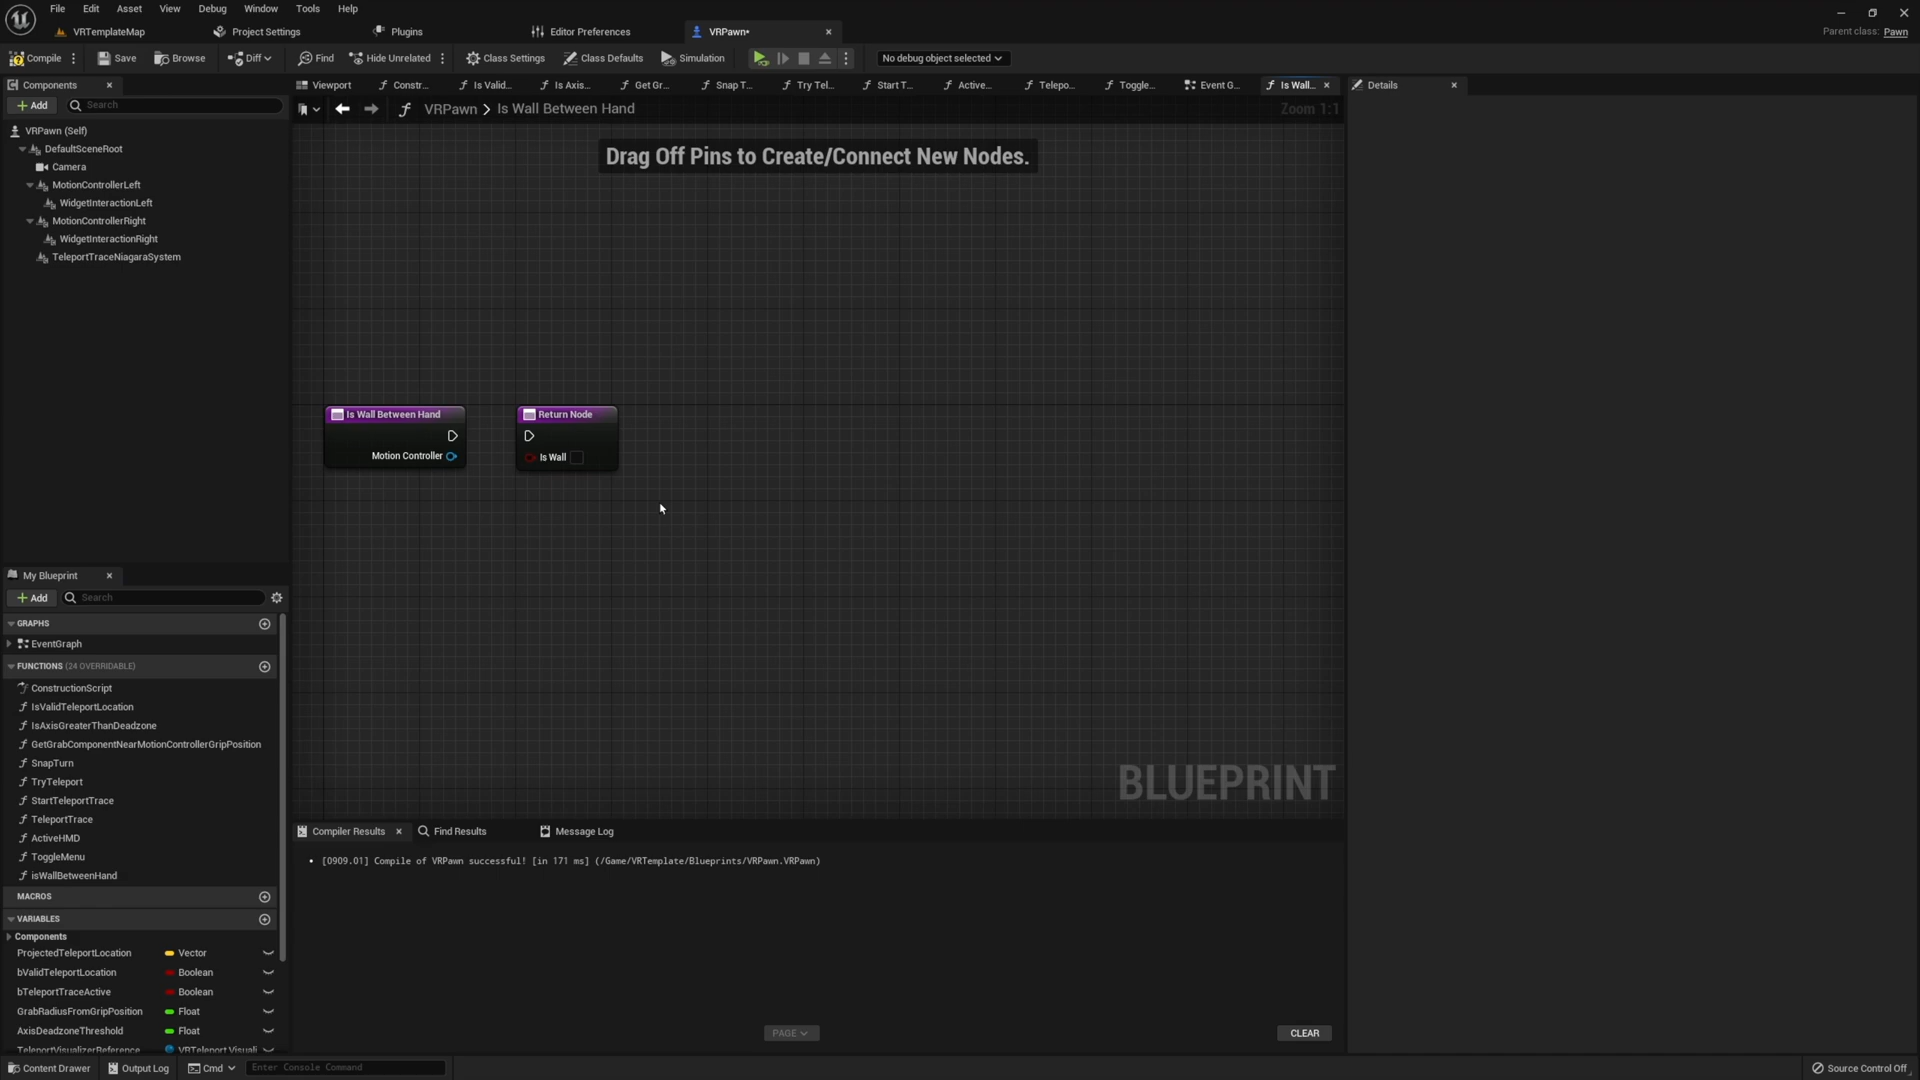 File Edit Asset View Debug Window Tools Help
VRTemplateMap Project Settings Plugins Editor Preferences VRPawn• Parent class: Pawn
Compile Save Browse Diff Find Hide Unrelated Class Settings Class Defaults Simulation No debug object selected
Components Viewport Constr... Is Valid... Is Axis... Get Gr... Snap T... Try Tel... Start T... Active... Telepo... Toggle... Event G... Is Wall... Details
Add Search VRPawn > Is Wall Between Hand Zoom 1:1
VRPawn (Self)
DefaultSceneRoot
Camera
MotionControllerLeft
WidgetInteractionLeft
MotionControllerRight
WidgetInteractionRight
TeleportTraceNiagaraSystem
Drag Off Pins to Create/Connect New Nodes.
Is Wall Between Hand
Motion Controller
Return Node
Is Wall
BLUEPRINT
My Blueprint
Add Search
GRAPHS
EventGraph
FUNCTIONS (24 OVERRIDABLE)
ConstructionScript
IsValidTeleportLocation
IsAxisGreaterThanDeadzone
GetGrabComponentNearMotionControllerGripPosition
SnapTurn
TryTeleport
StartTeleportTrace
TeleportTrace
ActiveHMD
ToggleMenu
isWallBetweenHand
MACROS
VARIABLES
Components
ProjectedTeleportLocation Vector
bValidTeleportLocation Boolean
bTeleportTraceActive Boolean
GrabRadiusFromGripPosition Float
AxisDeadzoneThreshold Float
TeleportVisualizerReference VRTeleport Visuali
Compiler Results Find Results Message Log
• [0909.01] Compile of VRPawn successful! [in 171 ms] (/Game/VRTemplate/Blueprints/VRPawn.VRPawn)
PAGE CLEAR
Content Drawer Output Log Cmd Enter Console Command Source Control Off